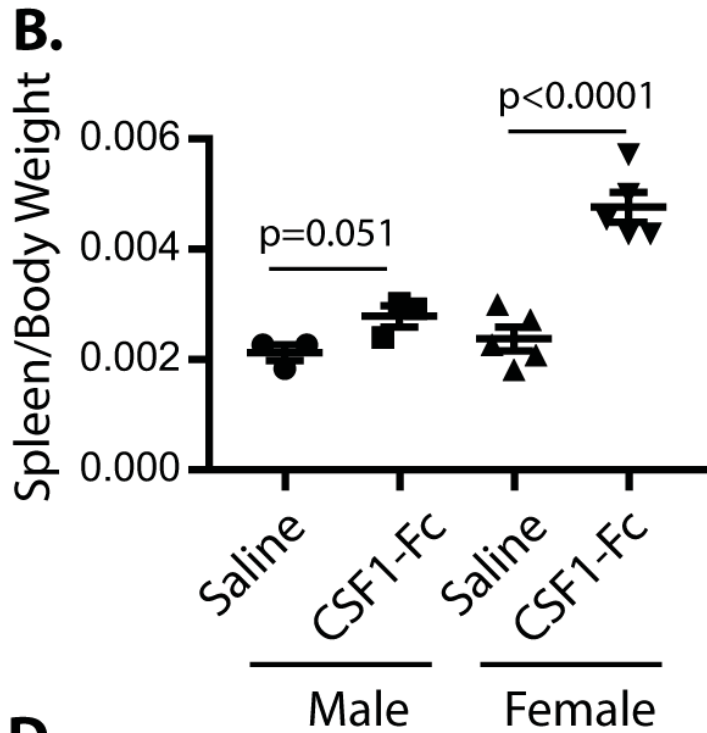 B.
Spleen/Body Weight
p<0.0001
0.006
p=0.051
0.004
0.002
0.000
Saline
CSF1-Fc
Saline
CSF1-Fc
Male
Female